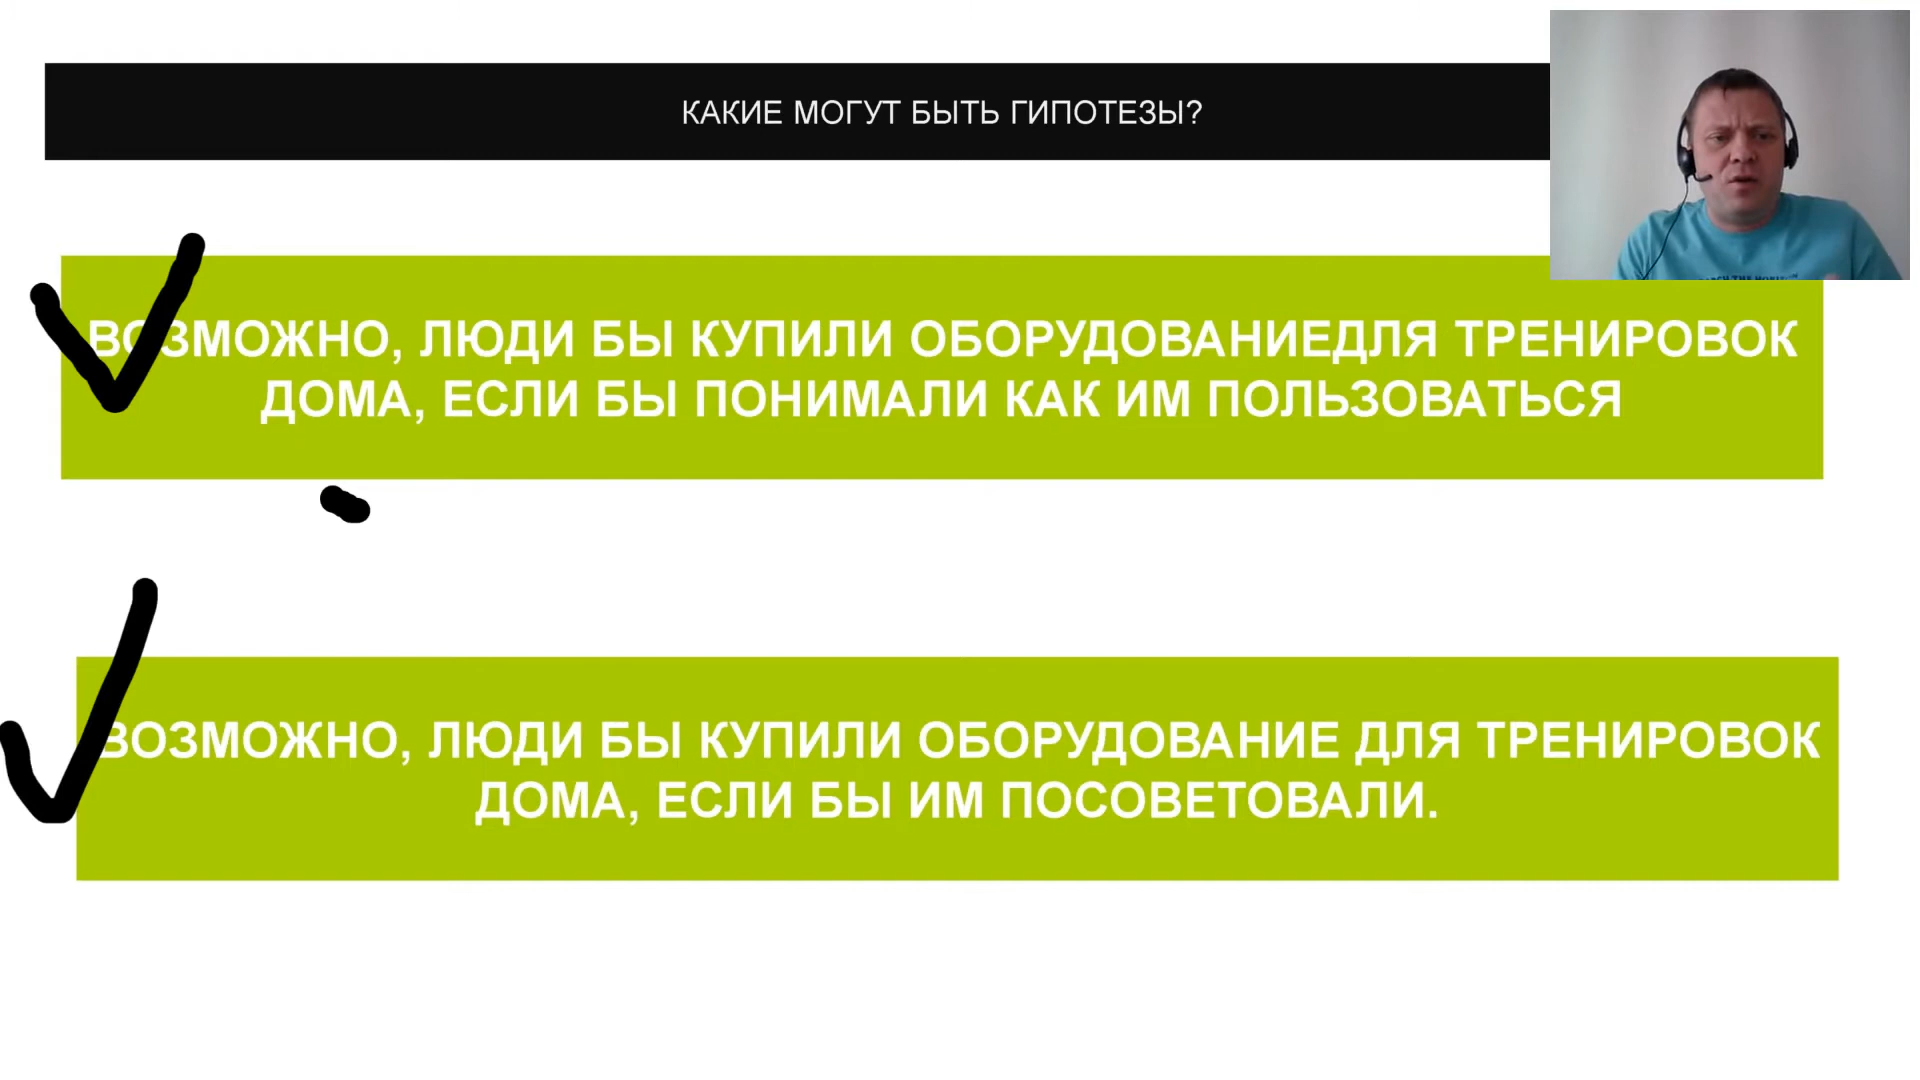 КАКИЕ МОГУТ БЫТЬ ГИПОТЕЗЫ?
ВОЗМОЖНО, ЛЮДИ БЫ КУПИЛИ ОБОРУДОВАНИЕДЛЯ ТРЕНИРОВОК
ДОМА, ЕСЛИ БЫ ПОНИМАЛИ КАК ИМ ПОЛЬЗОВАТЬСЯ
ВОЗМОЖНО, ЛЮДИ БЫ КУПИЛИ ОБОРУДОВАНИЕ ДЛЯ ТРЕНИРОВОК
ДОМА, ЕСЛИ БЫ ИМ ПОСОВЕТОВАЛИ.